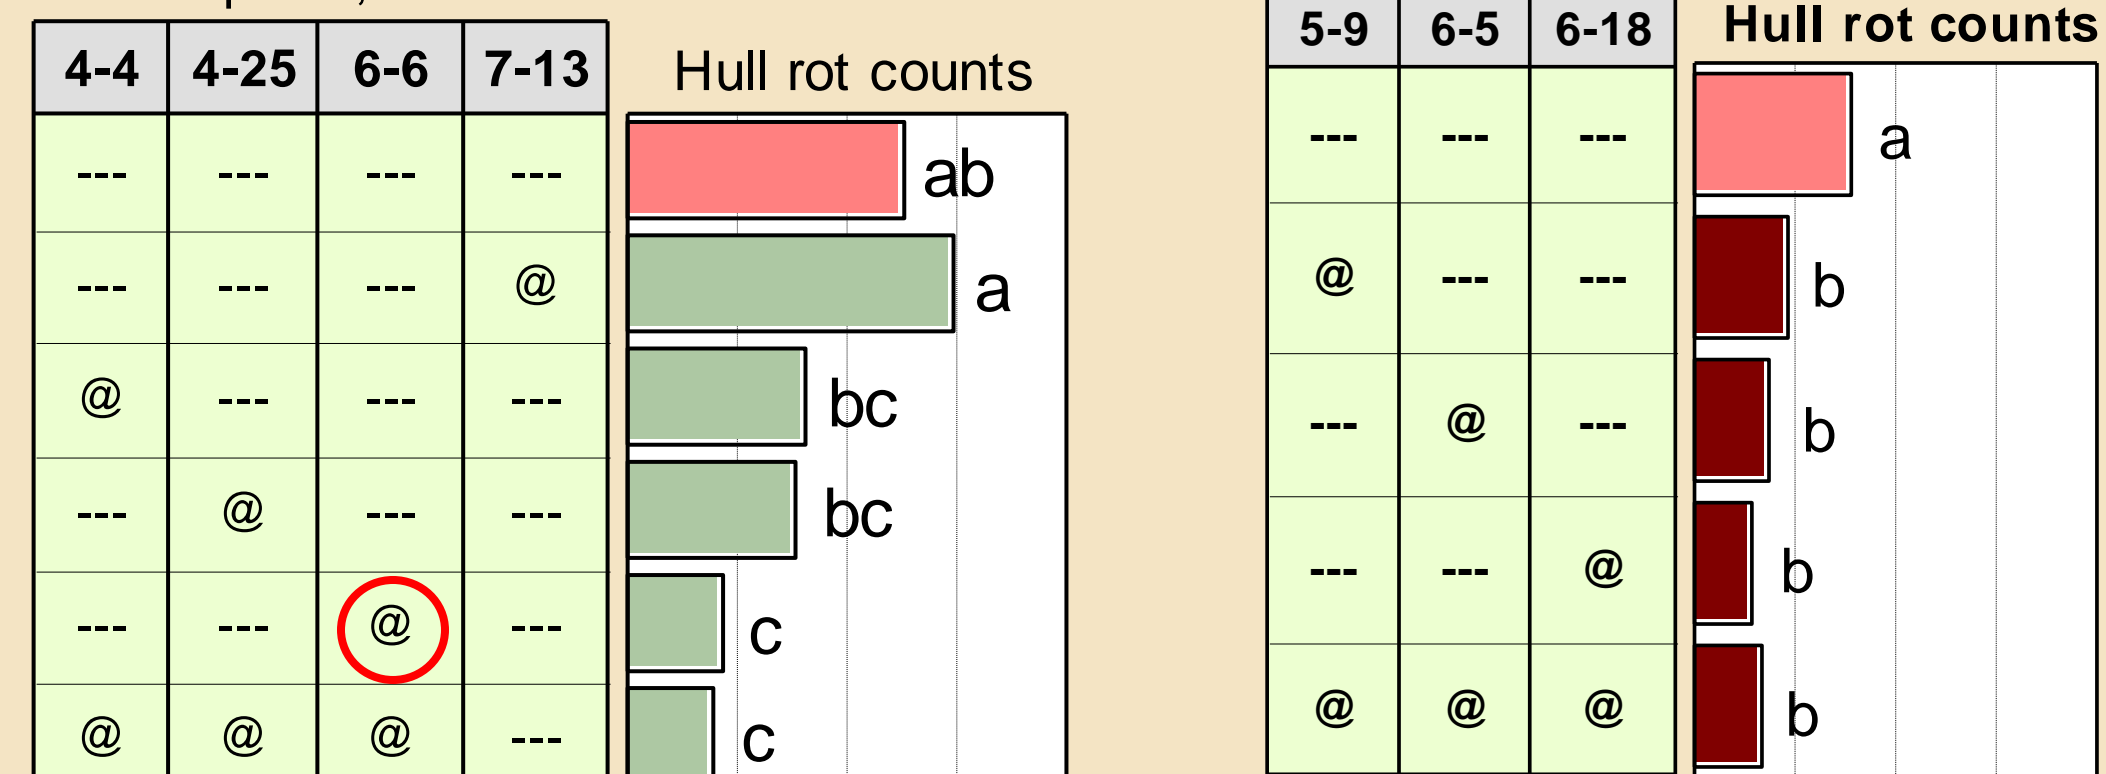 4-4 4-25 6-6 7-13
Hull rot counts
--- --- --- --- ab
--- --- --- @ a
@ --- --- --- bc
--- @ --- --- bc
--- --- @ --- c
@ @ @ --- c
5-9 6-5 6-18
Hull rot counts
--- --- --- a
@ --- --- b
--- @ --- b
--- --- @ b
@ @ @ b